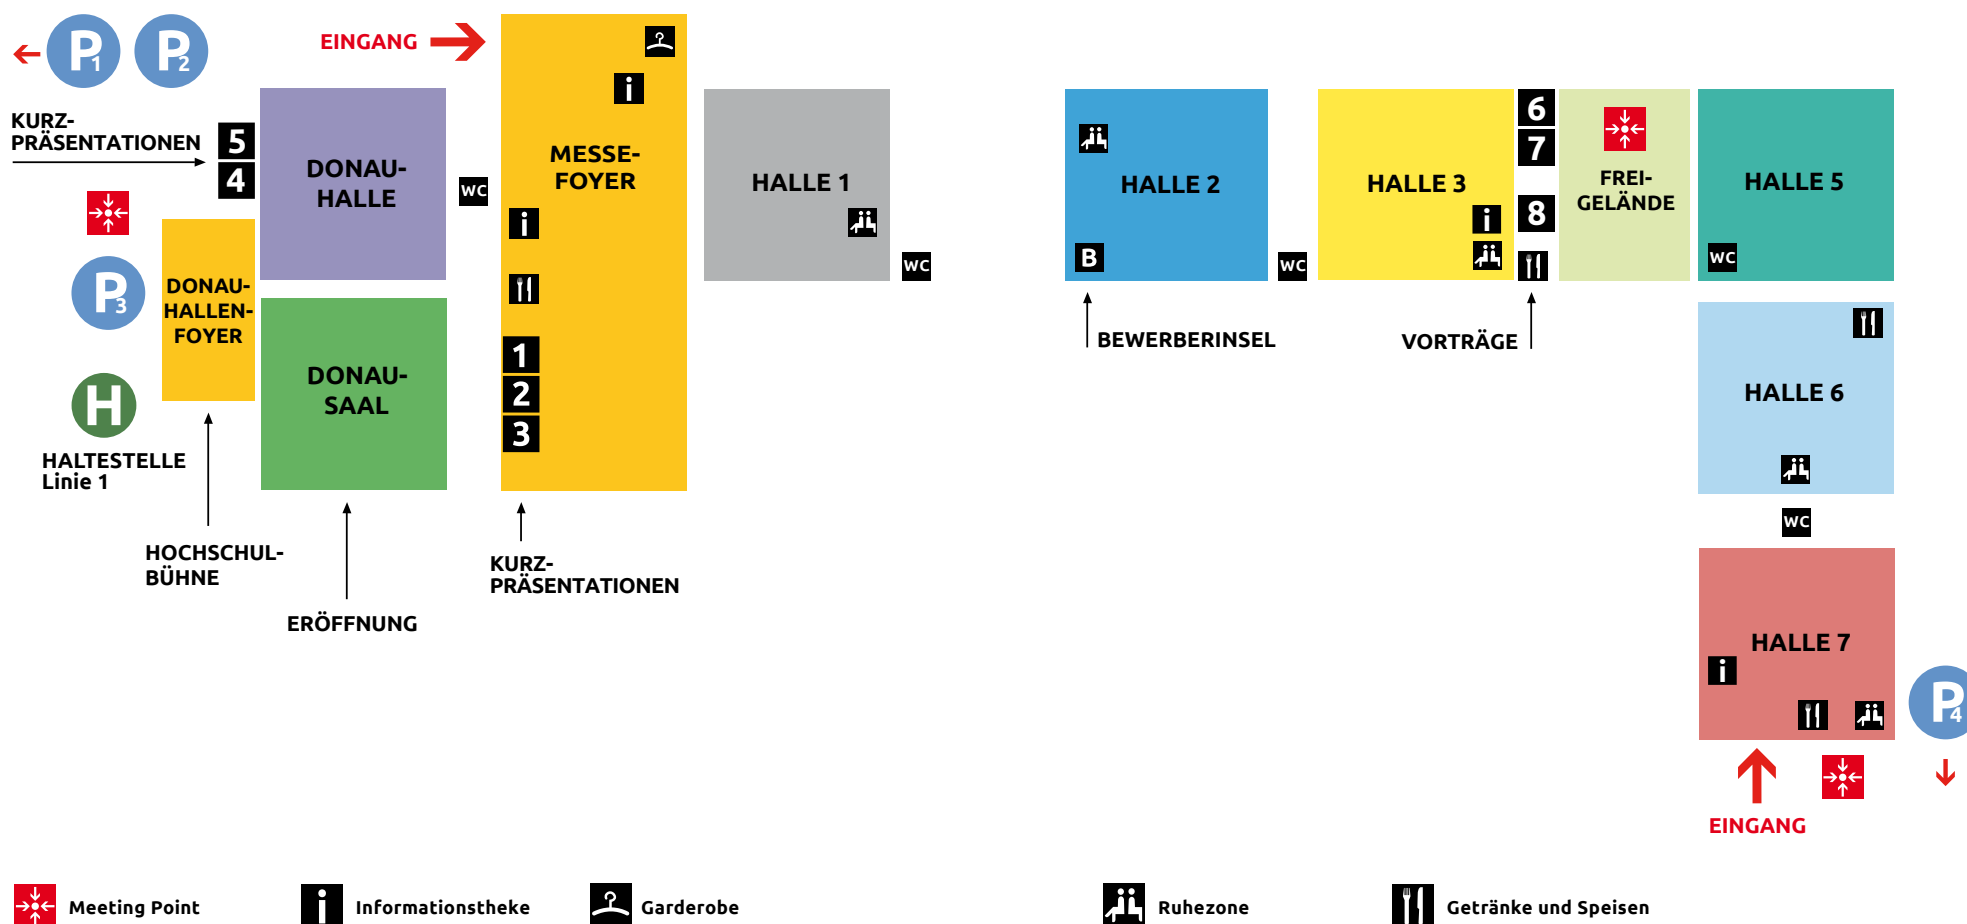 P1
P2
EINGANG
KURZ-
PRÄSENTATIONEN
5
4
DONAU-
HALLE
WC
MESSE-
FOYER
i
i
HALLE 1
WC
P3
DONAU-
HALLEN-
FOYER
DONAU-
SAAL
1
2
3
H
HALTESTELLE
Linie 1
HOCHSCHUL-
BÜHNE
ERÖFFNUNG
KURZ-
PRÄSENTATIONEN
HALLE 2
B
BEWERBERINSEL
WC
HALLE 3
i
6
7
8
VORTRÄGE
FREI-
GELÄNDE
HALLE 5
WC
HALLE 6
WC
HALLE 7
i
P4
EINGANG
Meeting Point
i Informationstheke
Garderobe
Ruhezone
Getränke und Speisen